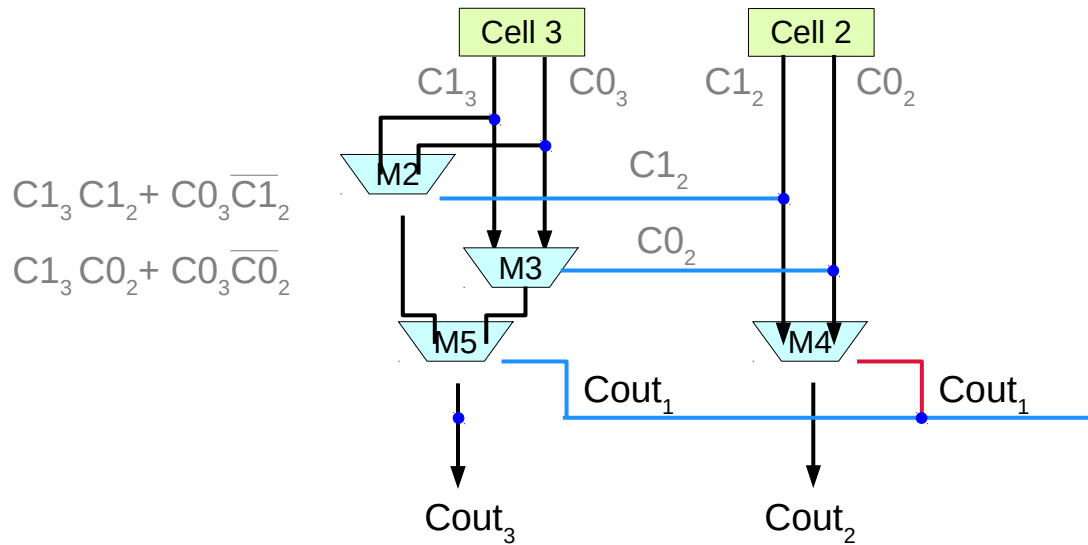 Cell 3
Cell 2
C1₃
C0₃
C1₂
C0₂
M2
C1₂
C1₃ C1₂+ C0₃C̅1̅₂
C0₂
C1₃ C0₂+ C0₃C̅0̅₂
M3
M5
M4
Cout₁
Cout₁
Cout₃
Cout₂